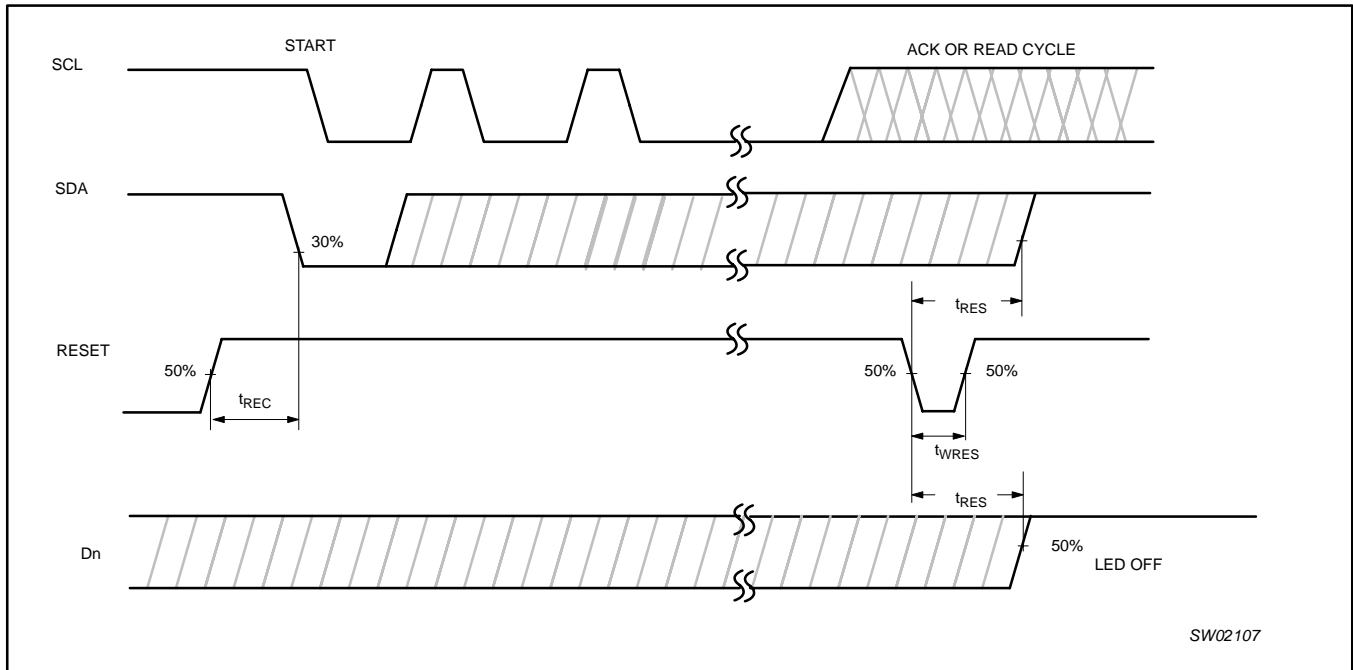 START
ACK OR READ CYCLE
SCL
SDA
30%
tRES
RESET
50%
50%
50%
tREC
tWRES
tRES
Dn
50%
LED OFF
SW02107